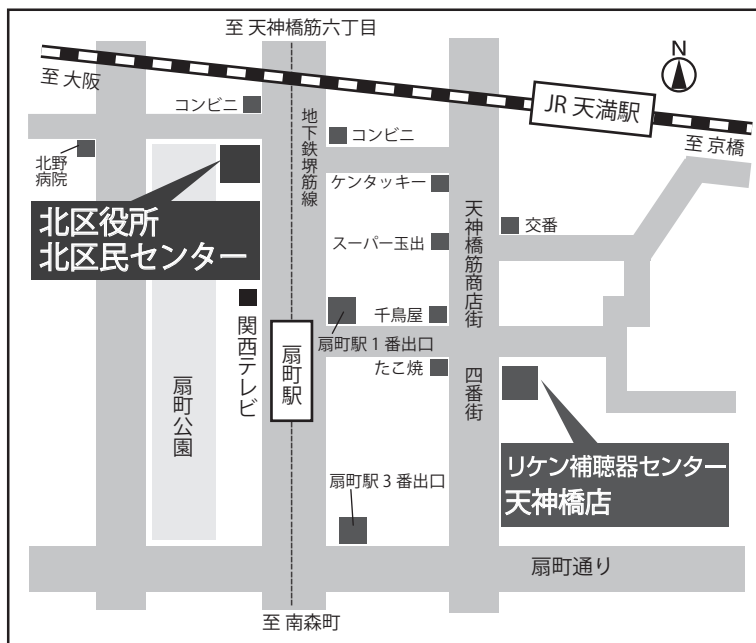 至 天神橋筋六丁目
N
至 大阪
JR 天満駅
至 京橋
コンビニ
地下鉄堺筋線
コンビニ
北野
病院
ケンタッキー
北区役所
北区民センター
天神橋筋商店街
交番
スーパー玉出
関西テレビ
千鳥屋
扇町駅
扇町駅 1 番出口
扇町公園
たこ焼
四番街
リケン補聴器センター
天神橋店
扇町駅 3 番出口
扇町通り
至 南森町